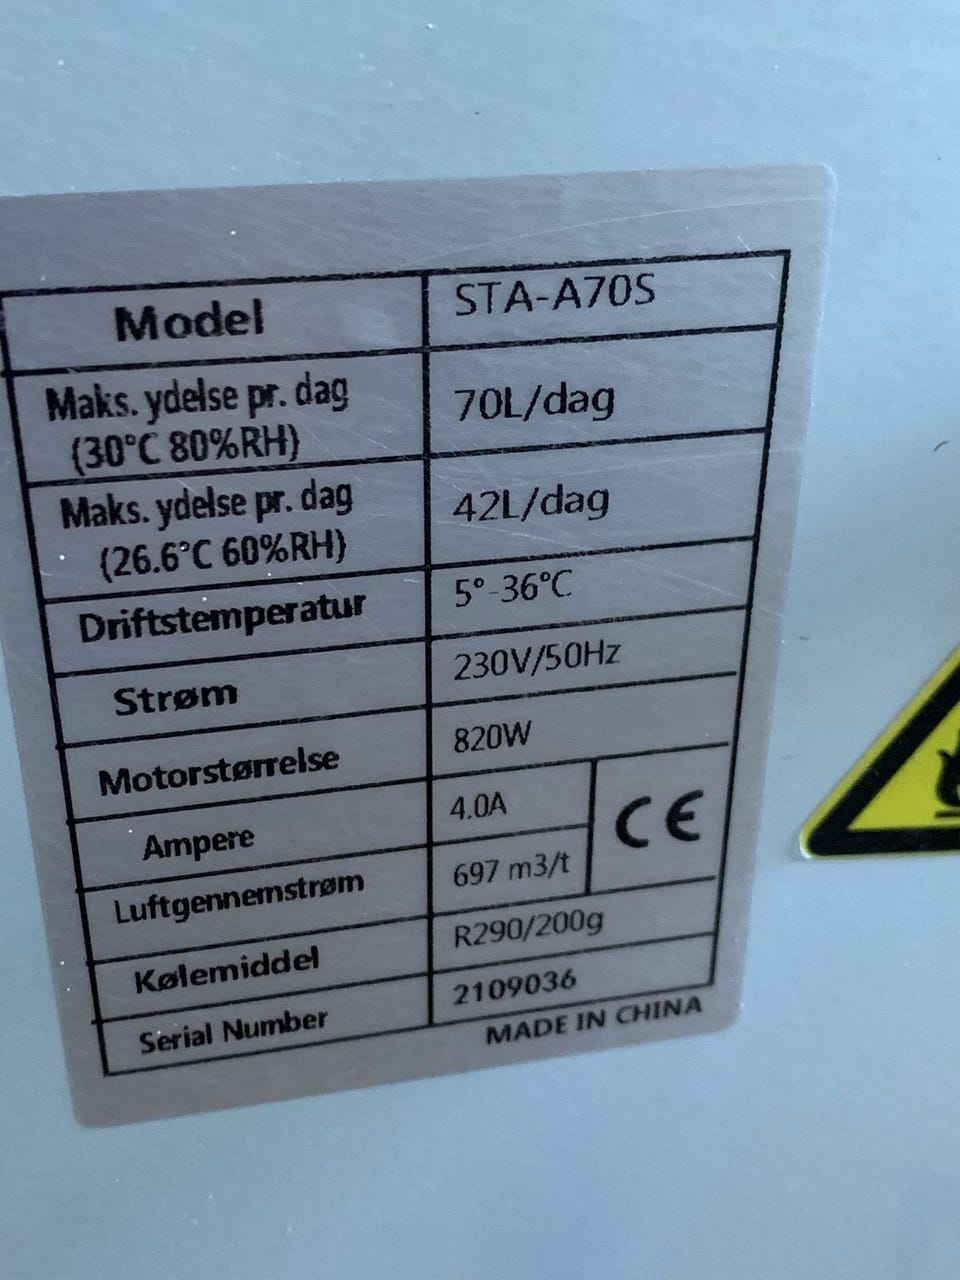 Model STA-A70S
Maks. ydelse pr. dag
(30°C 80%RH) 70L/dag
Maks. ydelse pr. dag
(26.6°C 60%RH) 42L/dag
Driftstemperatur 5°-36°C
Strøm 230V/50Hz
Motorstørrelse 820W
Ampere 4.0A
CE
Luftgennemstrøm 697 m3/t
Kølemiddel R290/200g
Serial Number 2109036
MADE IN CHINA